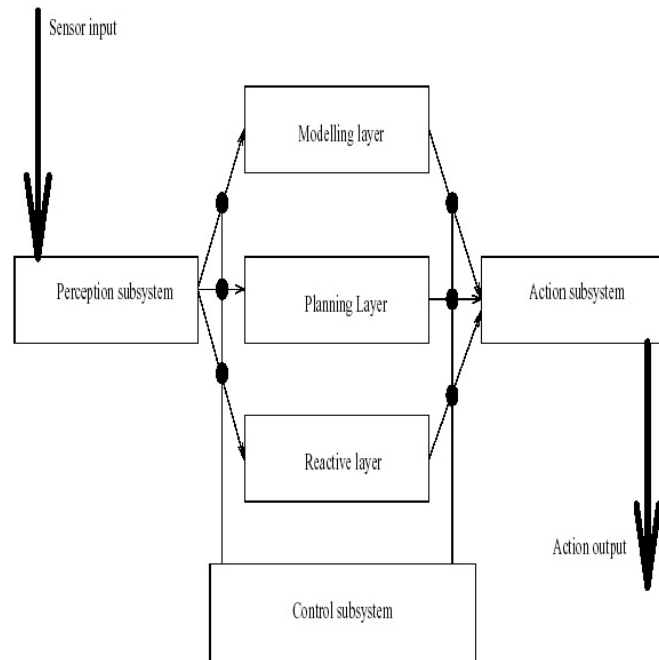 Sensor input
Modelling layer
Perception subsystem
Planning Layer
Action subsystem
Reactive layer
Action output
Control subsystem